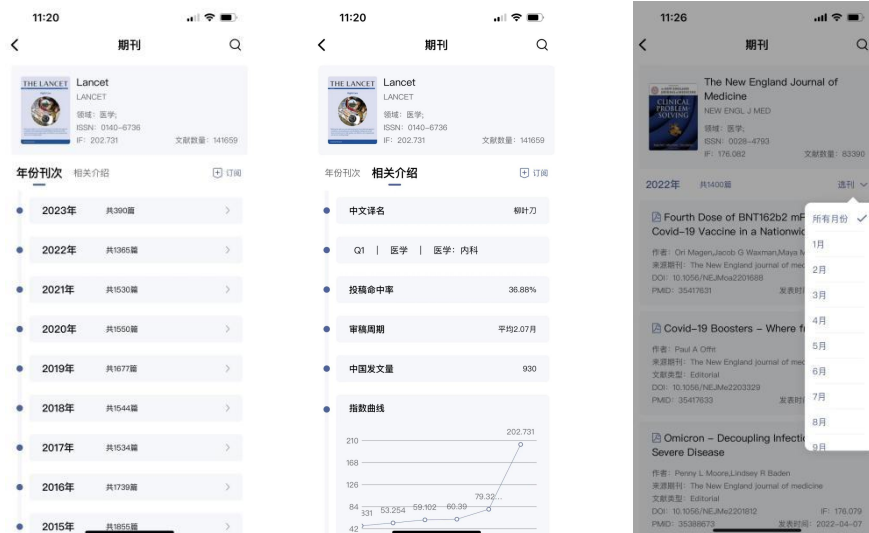 11:20
期刊
THE LANCET
Lancet
LANCET
领域：医学;
ISSN：0140-6736
IF：202.731
文献数量：141659
年份刊次
相关介绍
订阅
2023年 共390篇
2022年 共1365篇
2021年 共1530篇
2020年 共1550篇
2019年 共1677篇
2018年 共1544篇
2017年 共1534篇
2016年 共1739篇
2015年 共1855篇
11:20
期刊
THE LANCET
Lancet
LANCET
领域：医学;
ISSN：0140-6736
IF：202.731
文献数量：141659
年份刊次
相关介绍
订阅
中文译名 柳叶刀
Q1 | 医学 | 医学：内科
投稿命中率 36.88%
审稿周期 平均2.07月
中国发文量 930
指数曲线
202.731
210
168
126
84
42
331
53.254
59.102
60.39
79.32...
11:26
期刊
CLINICAL
PROBLEM-
SOLVING
The New England Journal of
Medicine
NEW ENGL J MED
领域：医学;
ISSN：0028-4793
IF：176.082
文献数量：83390
2022年 共1400篇
选刊
Fourth Dose of BNT162b2 mR
Covid-19 Vaccine in a Nationwic
作者：Ori Magen,Jacob G Waxman,Maya M
来源期刊：The New England journal of med
DOI：10.1056/NEJMoa2201688
PMID：35417631
发表时
Covid-19 Boosters - Where fr
作者：Paul A Offit
来源期刊：The New England journal of med
文献类型：Editorial
DOI：10.1056/NEJMe2203329
PMID：35417633
发表时
Omicron - Decoupling Infectio
Severe Disease
作者：Penny L Moore,Lindsey R Baden
来源期刊：The New England journal of medicine
文献类型：Editorial
DOI：10.1056/NEJMe2201812
IF：176.079
PMID：35388673
发表时间：2022-04-07
所有月份
1月
2月
3月
4月
5月
6月
7月
8月
9月